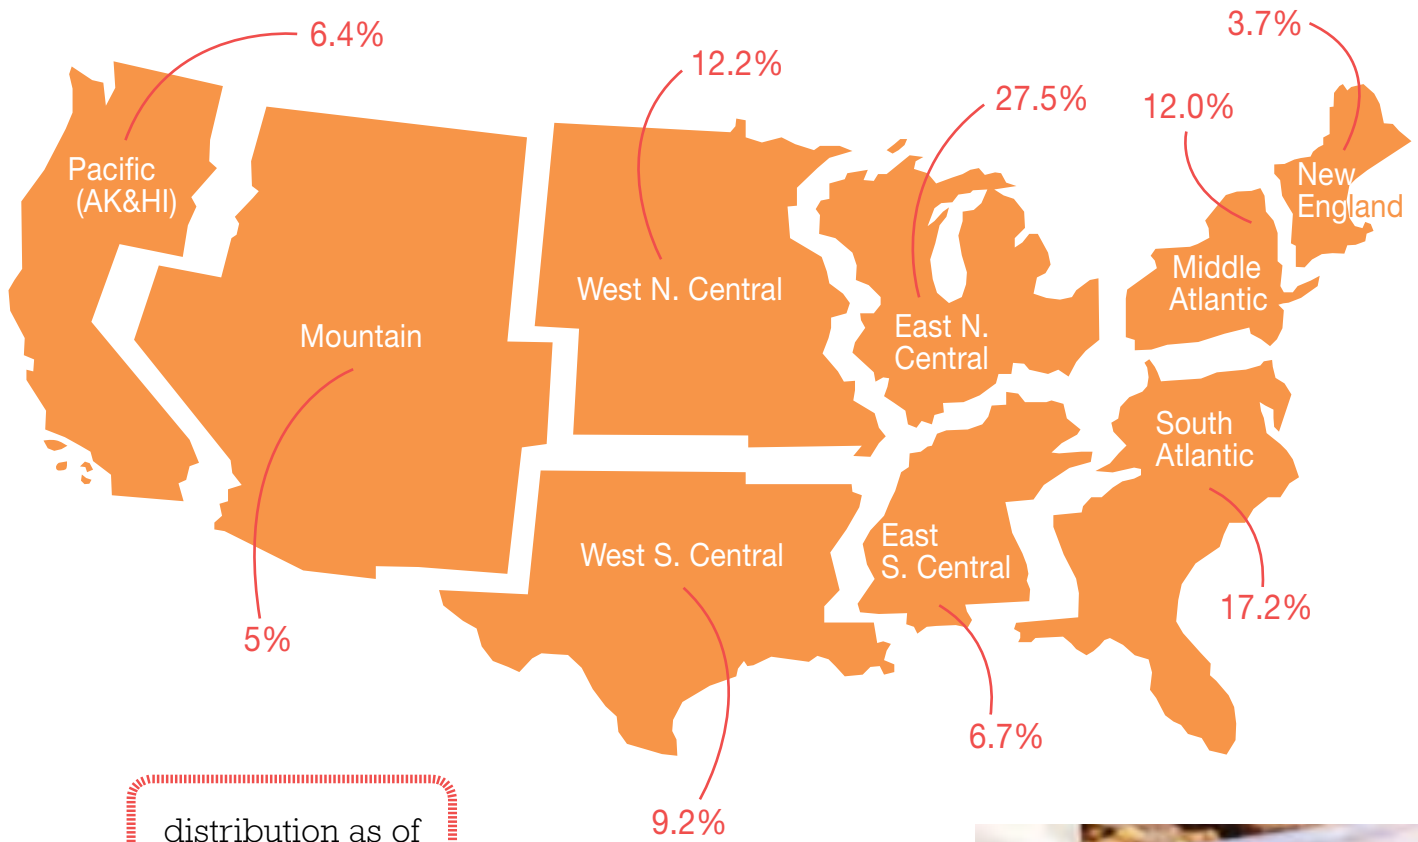 3.7%
6.4%
12.2%
27.5%
12.0%
Pacific
(AK&HI)
New
England
Middle
Atlantic
West N. Central
East N.
Central
Mountain
South
Atlantic
East
S. Central
West S. Central
17.2%
5%
6.7%
9.2%
distribution as of